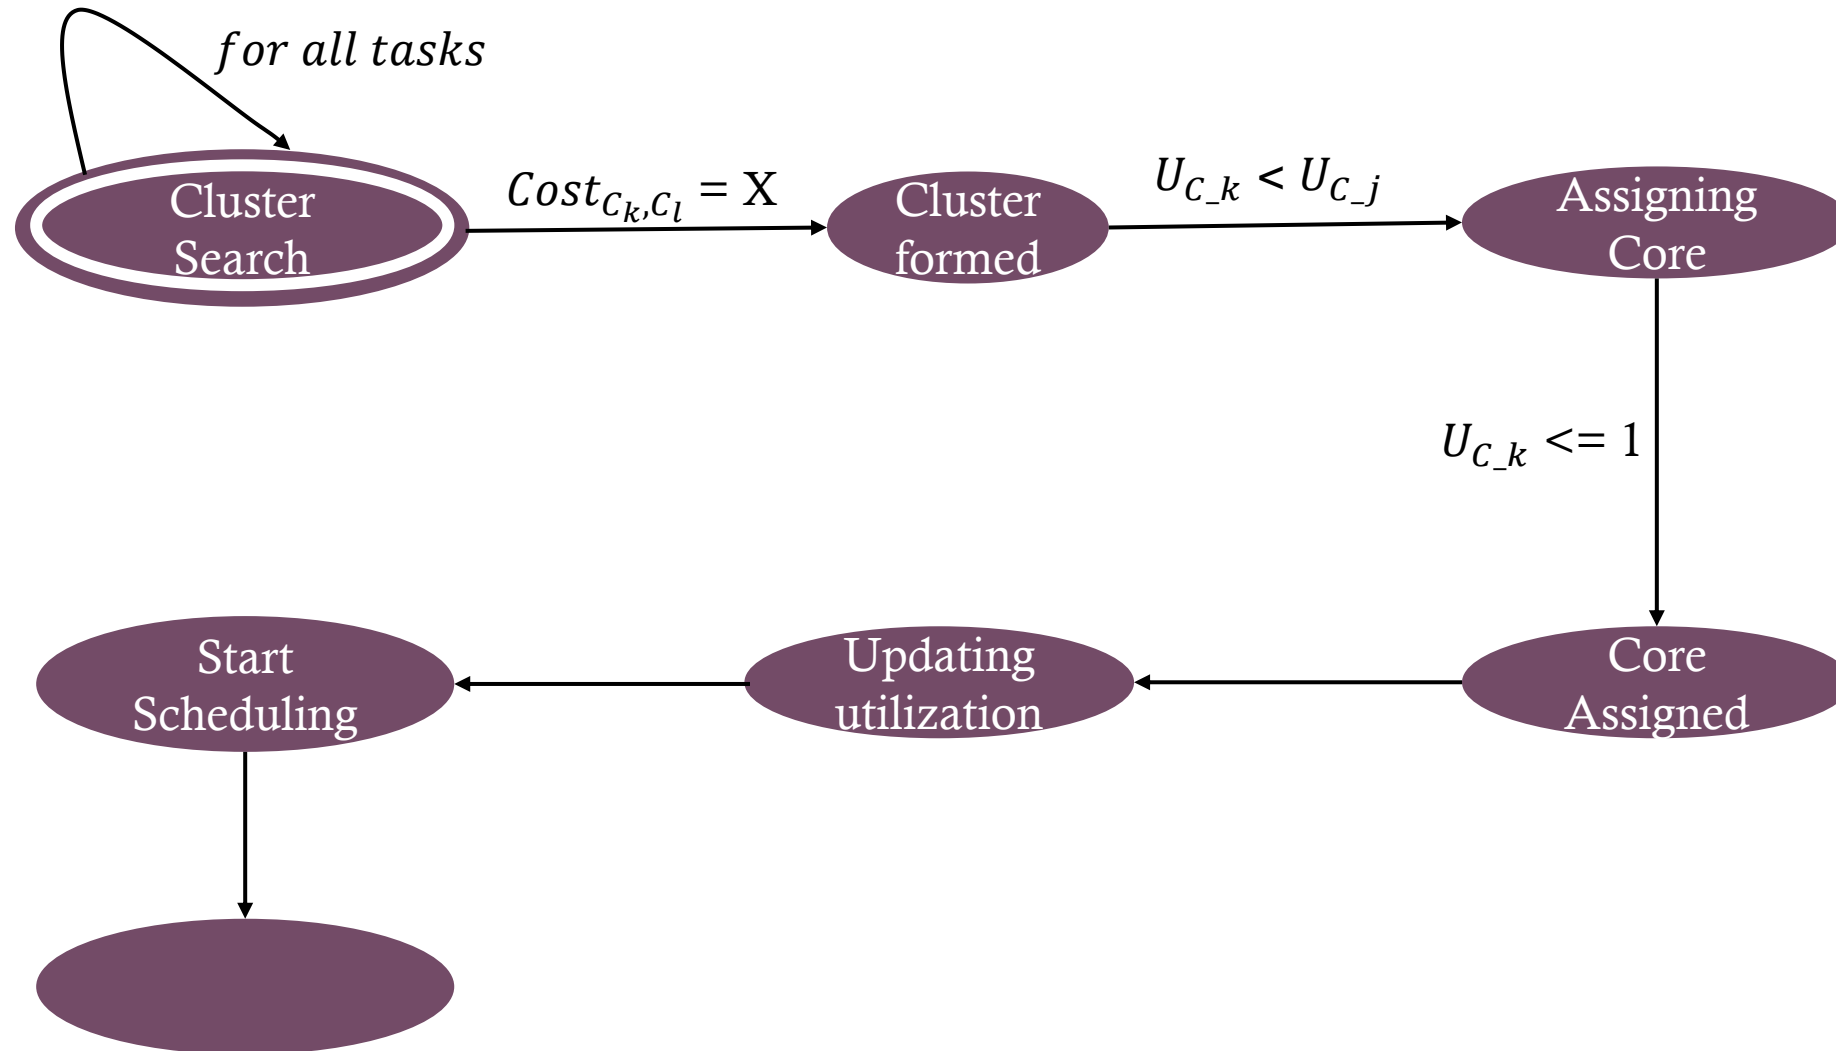 for all tasks
Cluster
Search
Cost_{C_k,C_l} = X
Cluster
formed
U_{C_k} < U_{C_j}
Assigning
Core
U_{C_k} <= 1
Start
Scheduling
Updating
utilization
Core
Assigned